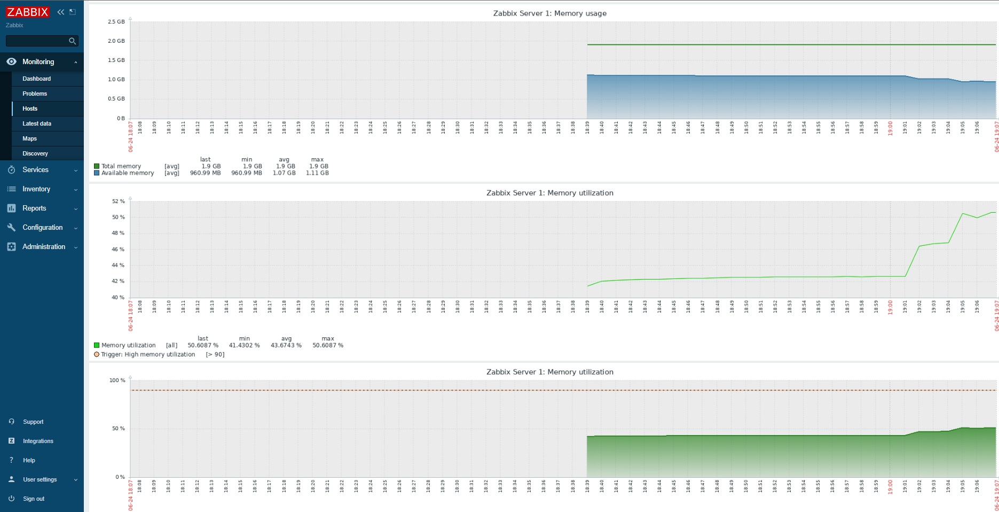 ZABBIX
Zabbix
Monitoring
Dashboard
Problems
Hosts
Latest data
Maps
Discovery
Services
Inventory
Reports
Configuration
Administration
Support
Z Integrations
? Help
User settings
Sign out
Zabbix Server 1: Memory usage
2.5 GB
2.0 GB
1.5 GB
1.0 GB
0.5 GB
0 B
06-24 18:07 18:08 18:09 18:10 18:11 18:12 18:13 18:14 18:15 18:16 18:17 18:18 18:19 18:20 18:21 18:22 18:23 18:24 18:25 18:26 18:27 18:28 18:29 18:30 18:31 18:32 18:33 18:34 18:35 18:36 18:37 18:38 18:39 18:40 18:41 18:42 18:43 18:44 18:45 18:46 18:47 18:48 18:49 18:50 18:51 18:52 18:53 18:54 18:55 18:56 18:57 18:58 18:59 19:00 19:01 19:02 19:03 19:04 19:05 19:06 06-24 19:07
last min avg max
Total memory [avg] 1.9 GB 1.9 GB 1.9 GB 1.9 GB
Available memory [avg] 960.99 MB 960.99 MB 1.07 GB 1.11 GB
Zabbix Server 1: Memory utilization
52 %
50 %
48 %
46 %
44 %
42 %
40 %
06-24 18:07 18:08 18:09 18:10 18:11 18:12 18:13 18:14 18:15 18:16 18:17 18:18 18:19 18:20 18:21 18:22 18:23 18:24 18:25 18:26 18:27 18:28 18:29 18:30 18:31 18:32 18:33 18:34 18:35 18:36 18:37 18:38 18:39 18:40 18:41 18:42 18:43 18:44 18:45 18:46 18:47 18:48 18:49 18:50 18:51 18:52 18:53 18:54 18:55 18:56 18:57 18:58 18:59 19:00 19:01 19:02 19:03 19:04 19:05 19:06 06-24 19:07
last min avg max
Memory utilization [all] 50.6087 % 41.4302 % 43.6743 % 50.6087 %
Trigger: High memory utilization [> 90]
Zabbix Server 1: Memory utilization
100 %
50 %
0 %
06-24 18:07 18:08 18:09 18:10 18:11 18:12 18:13 18:14 18:15 18:16 18:17 18:18 18:19 18:20 18:21 18:22 18:23 18:24 18:25 18:26 18:27 18:28 18:29 18:30 18:31 18:32 18:33 18:34 18:35 18:36 18:37 18:38 18:39 18:40 18:41 18:42 18:43 18:44 18:45 18:46 18:47 18:48 18:49 18:50 18:51 18:52 18:53 18:54 18:55 18:56 18:57 18:58 18:59 19:00 19:01 19:02 19:03 19:04 19:05 19:06 06-24 19:07